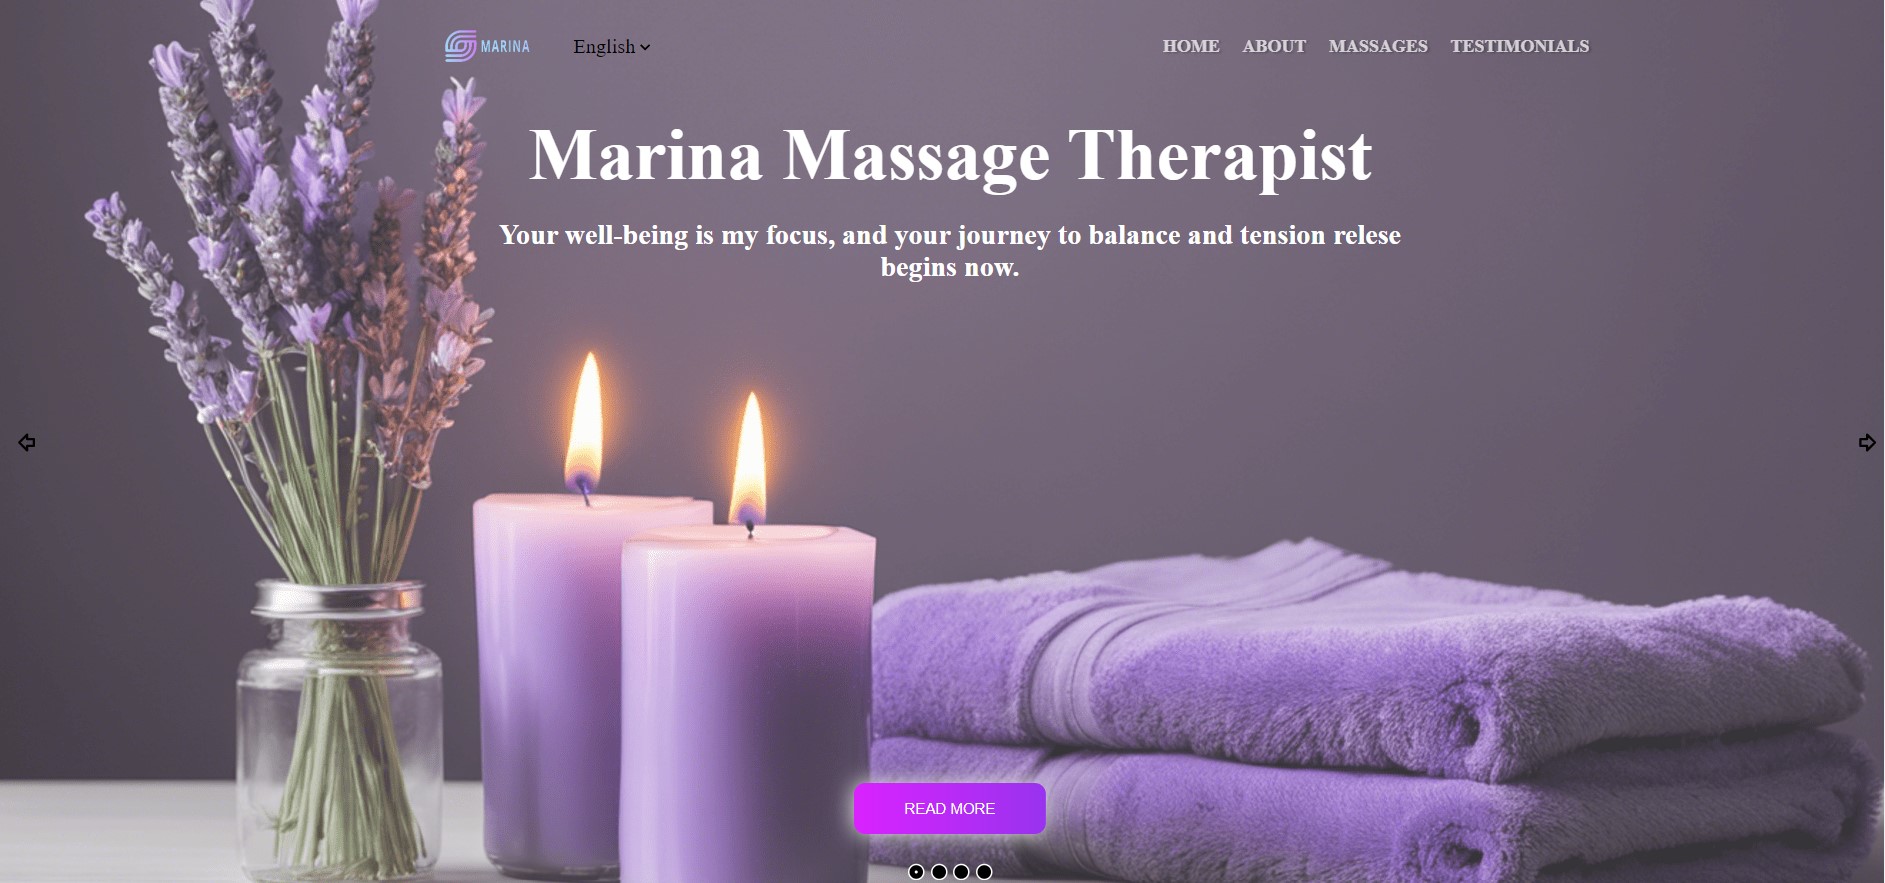 MARINA
English
HOME ABOUT MASSAGES TESTIMONIALS
Marina Massage Therapist
Your well-being is my focus, and your journey to balance and tension relese
begins now.
READ MORE